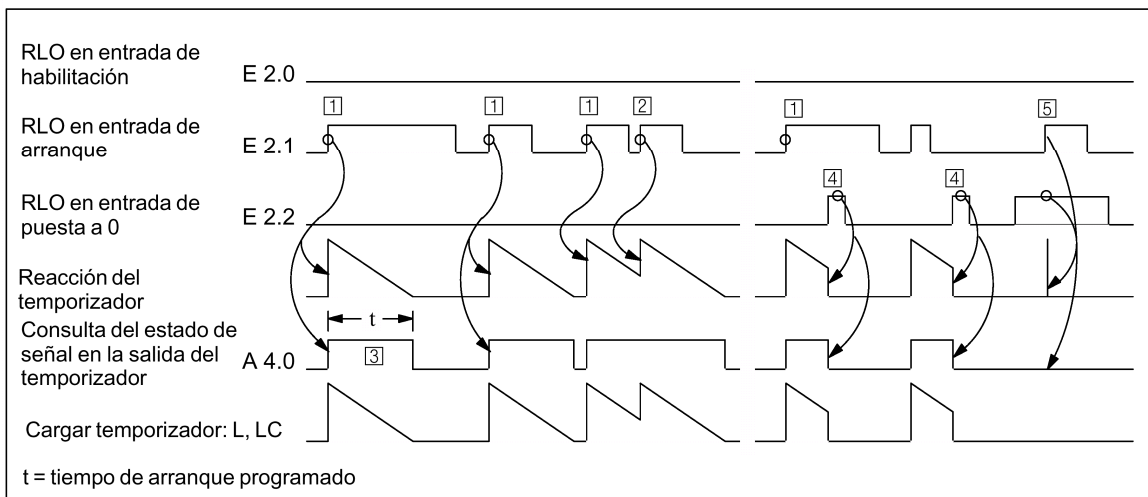 RLO en entrada de
habilitación
E 2.0
1 1 1 2 1 5
RLO en entrada de
arranque
E 2.1
4 4
RLO en entrada de
puesta a 0
E 2.2
Reacción del
temporizador
t
Consulta del estado de
señal en la salida del
temporizador
A 4.0
3
Cargar temporizador: L, LC
t = tiempo de arranque programado